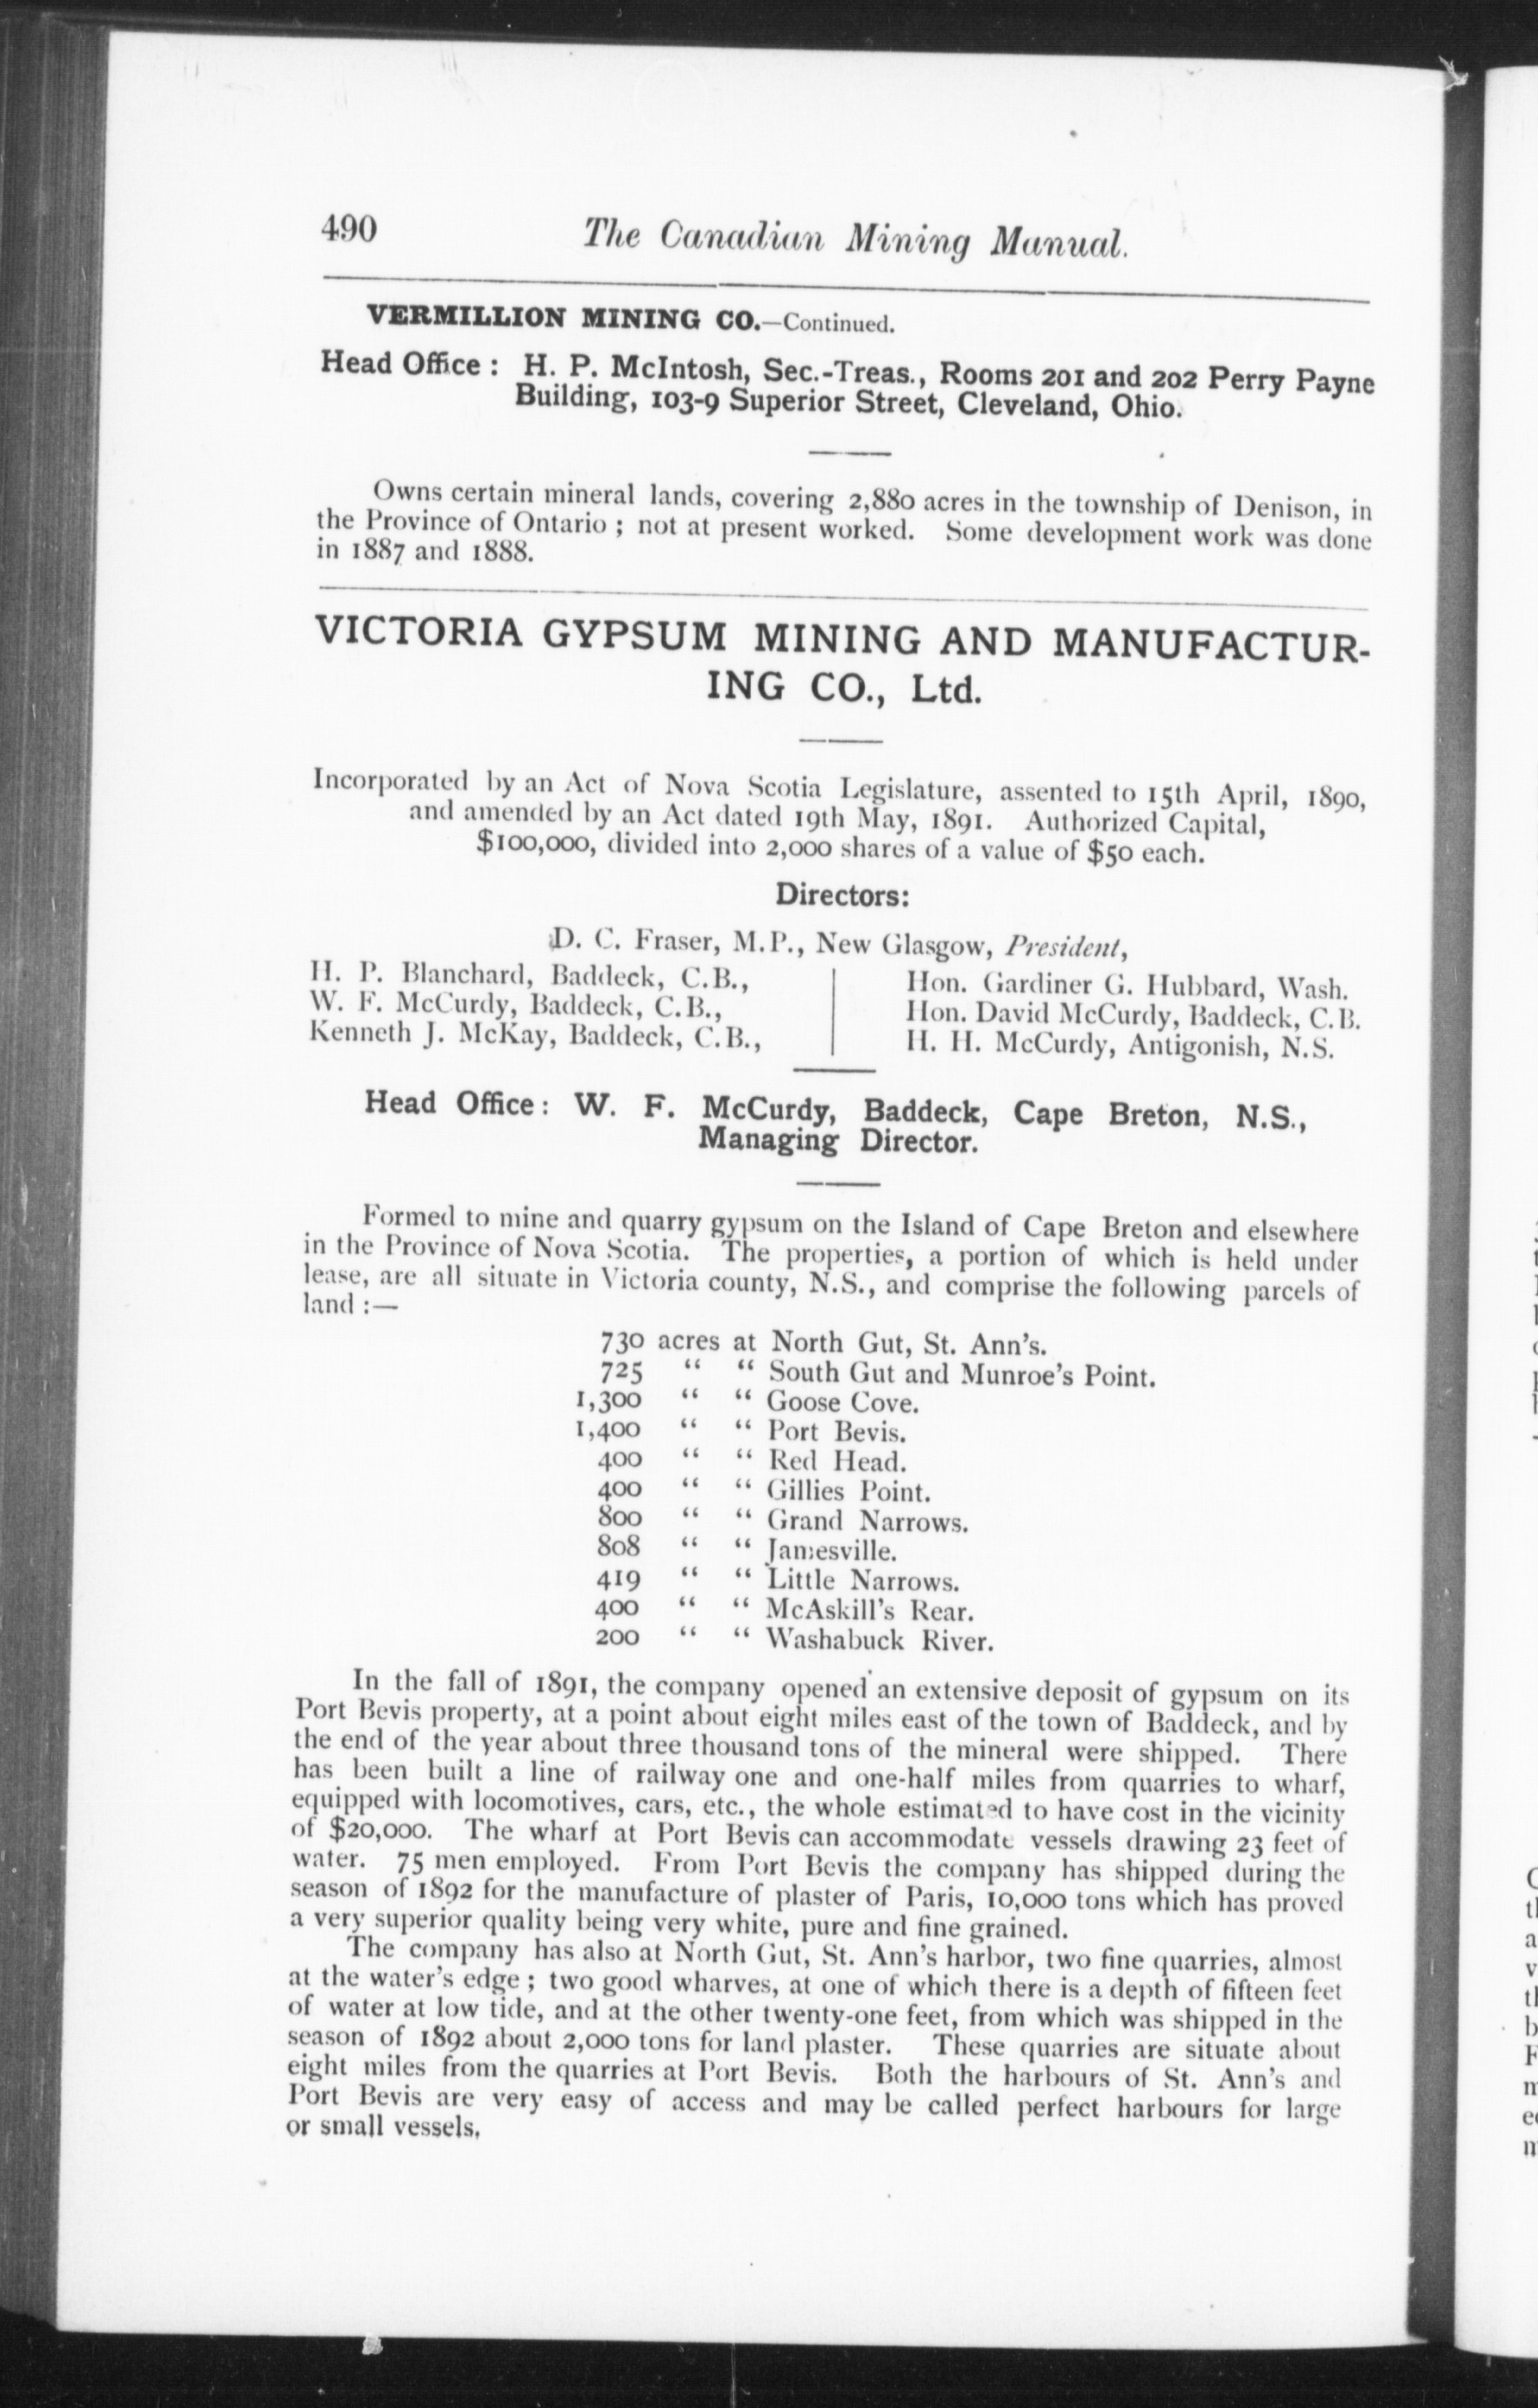 490
The Canadian Mining Manual.
VERMILLION MINING CO.—Continued.
Head Office : H. P. McIntosh, Sec.-Treas., Rooms 201 and 202 Perry Payne
Building, 103-9 Superior Street, Cleveland, Ohio.
Owns certain mineral lands, covering 2,880 acres in the township of Denison, in
the Province of Ontario ; not at present worked. Some development work was done
in 1887 and 1888.
VICTORIA GYPSUM MINING AND MANUFACTUR-
ING CO., Ltd.
Incorporated by an Act of Nova Scotia Legislature, assented to 15th April, 1890,
and amended by an Act dated 19th May, 1891. Authorized Capital,
$100,000, divided into 2,000 shares of a value of $50 each.
Directors:
D. C. Fraser, M.P., New Glasgow, President,
H. P. Blanchard, Baddeck, C.B.,
W. F. McCurdy, Baddeck, C.B.,
Kenneth J. McKay, Baddeck, C.B.,
Hon. Gardiner G. Hubbard, Wash.
Hon. David McCurdy, Baddeck, C.B.
H. H. McCurdy, Antigonish, N.S.
Head Office: W. F. McCurdy, Baddeck, Cape Breton, N.S.,
Managing Director.
Formed to mine and quarry gypsum on the Island of Cape Breton and elsewhere
in the Province of Nova Scotia. The properties, a portion of which is held under
lease, are all situate in Victoria county, N.S., and comprise the following parcels of
land :—
730 acres at North Gut, St. Ann's.
725 " " South Gut and Munroe's Point.
1,300 " " Goose Cove.
1,400 " " Port Bevis.
400 " " Red Head.
400 " " Gillies Point.
800 " " Grand Narrows.
808 " " Jamesville.
419 " " Little Narrows.
400 " " McAskill's Rear.
200 " " Washabuck River.
In the fall of 1891, the company opened an extensive deposit of gypsum on its
Port Bevis property, at a point about eight miles east of the town of Baddeck, and by
the end of the year about three thousand tons of the mineral were shipped. There
has been built a line of railway one and one-half miles from quarries to wharf,
equipped with locomotives, cars, etc., the whole estimated to have cost in the vicinity
of $20,000. The wharf at Port Bevis can accommodate vessels drawing 23 feet of
water. 75 men employed. From Port Bevis the company has shipped during the
season of 1892 for the manufacture of plaster of Paris, 10,000 tons which has proved
a very superior quality being very white, pure and fine grained.
The company has also at North Gut, St. Ann's harbor, two fine quarries, almost
at the water's edge ; two good wharves, at one of which there is a depth of fifteen feet
of water at low tide, and at the other twenty-one feet, from which was shipped in the
season of 1892 about 2,000 tons for land plaster. These quarries are situate about
eight miles from the quarries at Port Bevis. Both the harbours of St. Ann's and
Port Bevis are very easy of access and may be called perfect harbours for large
or small vessels.